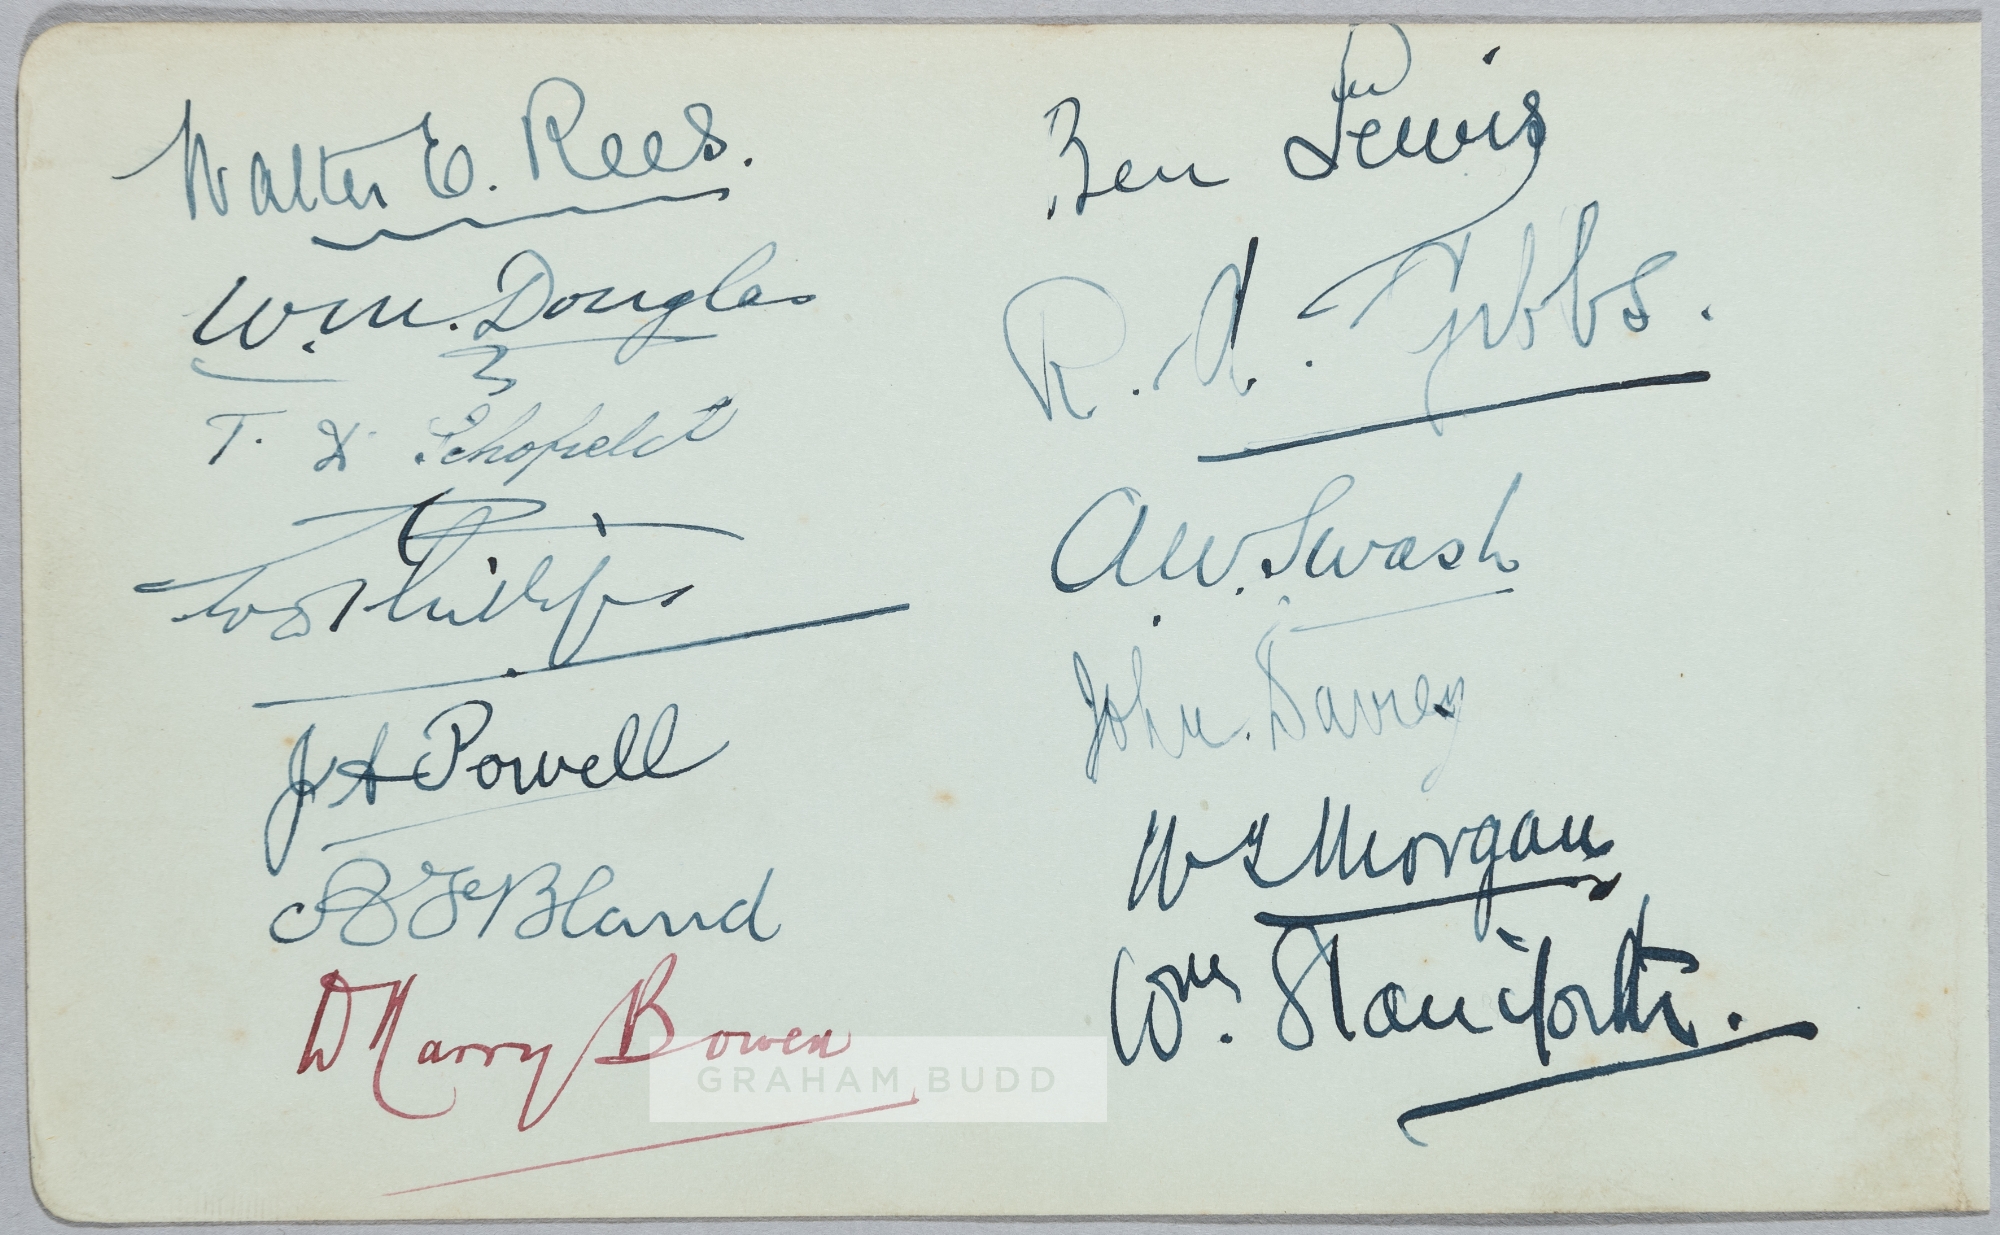 Walter E. Rees.
W.M. Douglas
T. D. Schofield
Phillips
J A Powell
Bland
D Harry Bowen
Ben Lewis
R. A. Gibbs.
A W. Swash
John Davey
W S Morgan
Wm. Staniforth.
GRAHAM BUDD